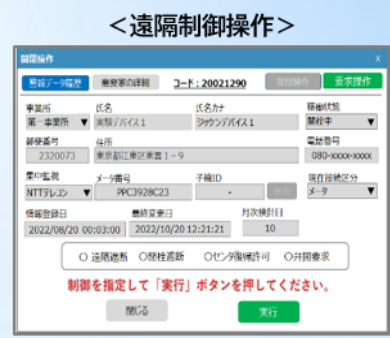 ＜遠隔制御操作＞
開閉操作 X
警報データ履歴 需要家の詳細 コード：20021290 要求操作
事業所 氏名 氏名カナ 稼働状態
第一事業所 ▼ 実験デバイス1 ジッケンデバイス1 開栓中 ▼
郵便番号 住所 電話番号
2320073 東京都江東区東雲1－9 080-xxxx-xxxx
集中監視 メータ番号 子機ID 現在接続区分
NTTテレコン ▼ PPC3928C23 - メータ ▼
情報登録日 最終変更日 月次検針日
2022/08/20 00:03:00 2022/10/20 12:21:21 10
○ 遠隔遮断 ○閉栓遮断 ○センタ復帰許可 ○弁開要求
制御を指定して「実行」ボタンを押してください。
閉じる 実行